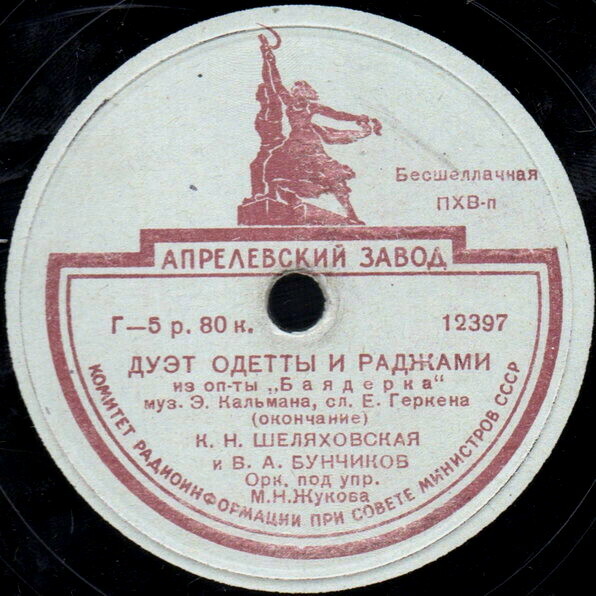 Бесшеллачная
ПХВ-п
АПРЕЛЕВСКИЙ ЗАВОД
Г—5 р. 80 к. 12397
ДУЭТ ОДЕТТЫ И РАДЖАМИ
из оп-ты „Баядерка“
муз. Э. Кальмана, сл. Е. Геркена
(окончание)
К. Н. ШЕЛЯХОВСКАЯ
и В. А. БУНЧИКОВ
Орк. под упр.
М.Н.Жукова
КОМИТЕТ РАДИОИНФОРМАЦИИ ПРИ СОВЕТЕ МИНИСТРОВ СССР